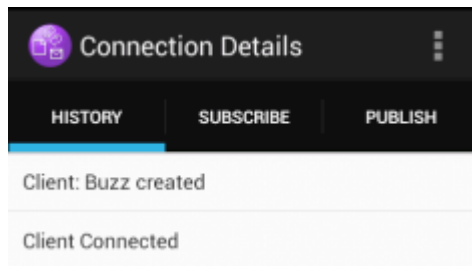 Connection Details
HISTORY SUBSCRIBE PUBLISH
Client: Buzz created
Client Connected